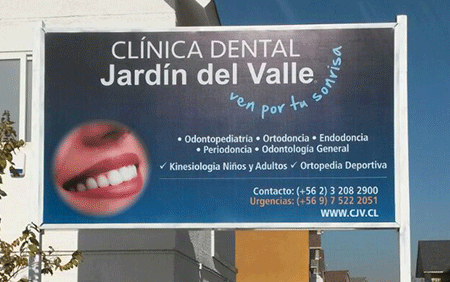 CLÍNICA DENTAL
Jardín del Valle
ven por tu sonrisa
• Odontopediatría • Ortodoncia • Endodoncia
• Periodoncia • Odontología General
✓ Kinesiologia Niños y Adultos ✓ Ortopedia Deportiva
Contacto: (+56 2) 3 208 2900
Urgencias: (+56 9) 7 522 2051
WWW.CJV.CL